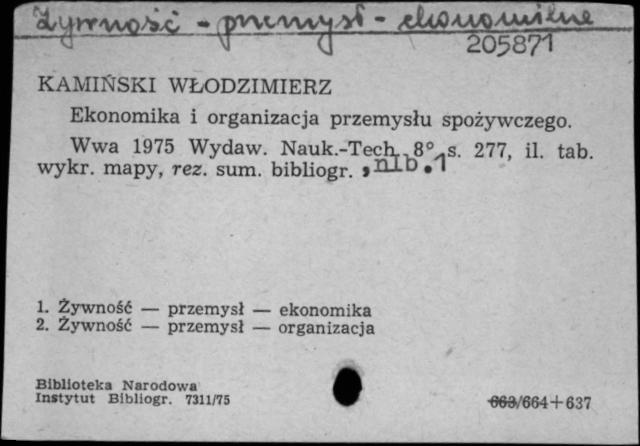 Żywność - przemysł - ekonomika
205871
KAMIŃSKI WŁODZIMIERZ
Ekonomika i organizacja przemysłu spożywczego.
Wwa 1975 Wydaw. Nauk.-Tech. 8° s. 277, il. tab.
wykr. mapy, rez. sum. bibliogr. , nlb. 1
1. Żywność — przemysł — ekonomika
2. Żywność — przemysł — organizacja
Biblioteka Narodowa
Instytut Bibliogr. 7311/75
663/664+637